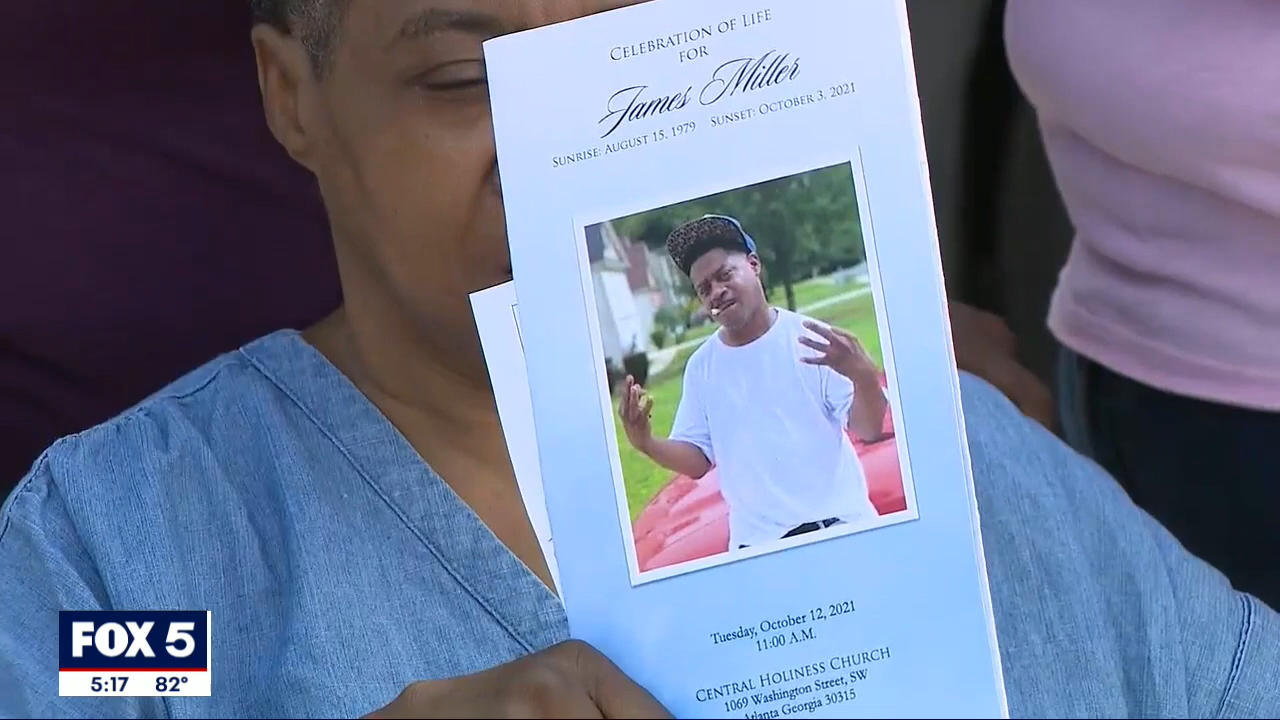 CELEBRATION OF LIFE
FOR
James Miller
SUNRISE: AUGUST 15, 1979 SUNSET: OCTOBER 3, 2021
Tuesday, October 12, 2021
11:00 A.M.
CENTRAL HOLINESS CHURCH
1069 Washington Street, SW
Atlanta Georgia 30315
FOX 5
5:17 82°